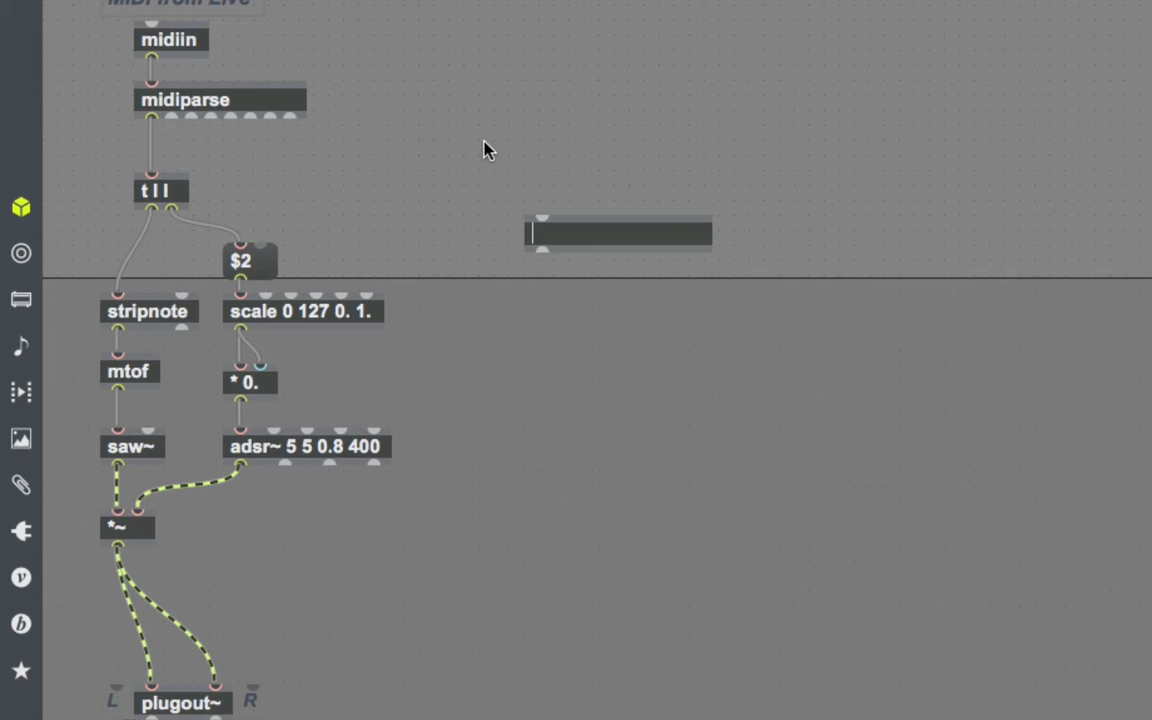 MIDI from Live
midiin
midiparse
t l l
$2
stripnote
scale 0 127 0. 1.
mtof
* 0.
saw~
adsr~ 5 5 0.8 400
*~
L
plugout~
R